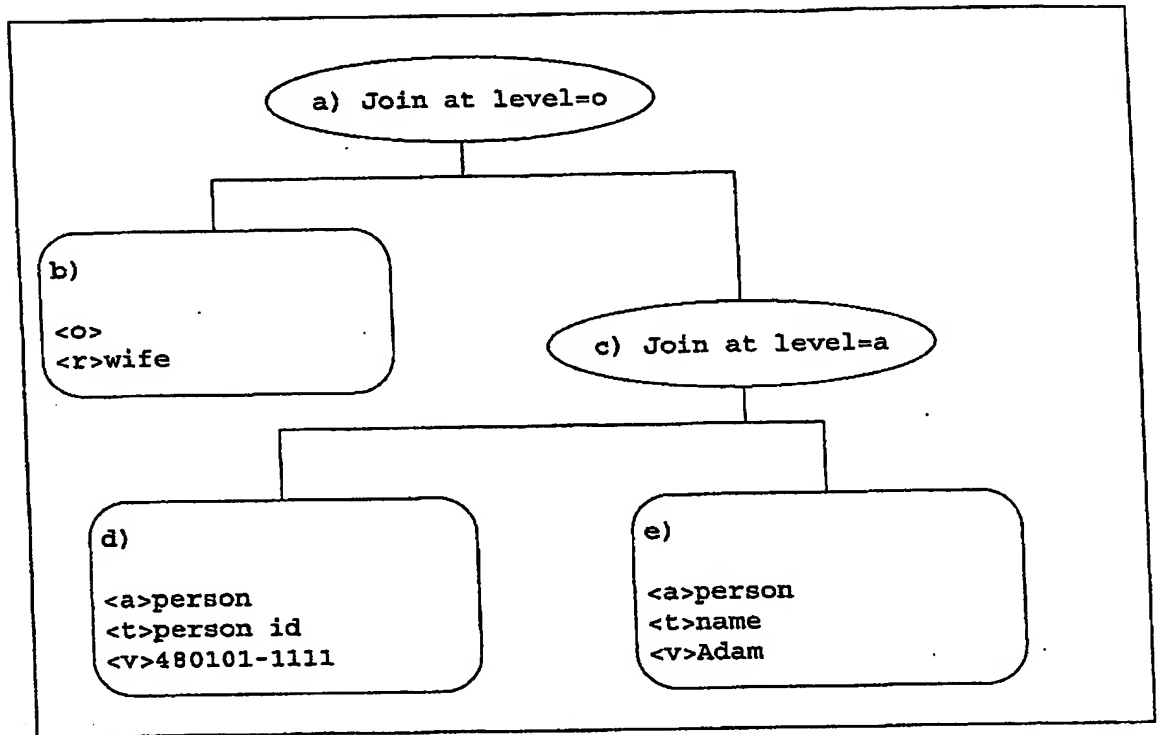 a) Join at level=o
b)
<o>
<r>wife
c) Join at level=a
d)
<a>person
<t>person id
<v>480101-1111
e)
<a>person
<t>name
<v>Adam